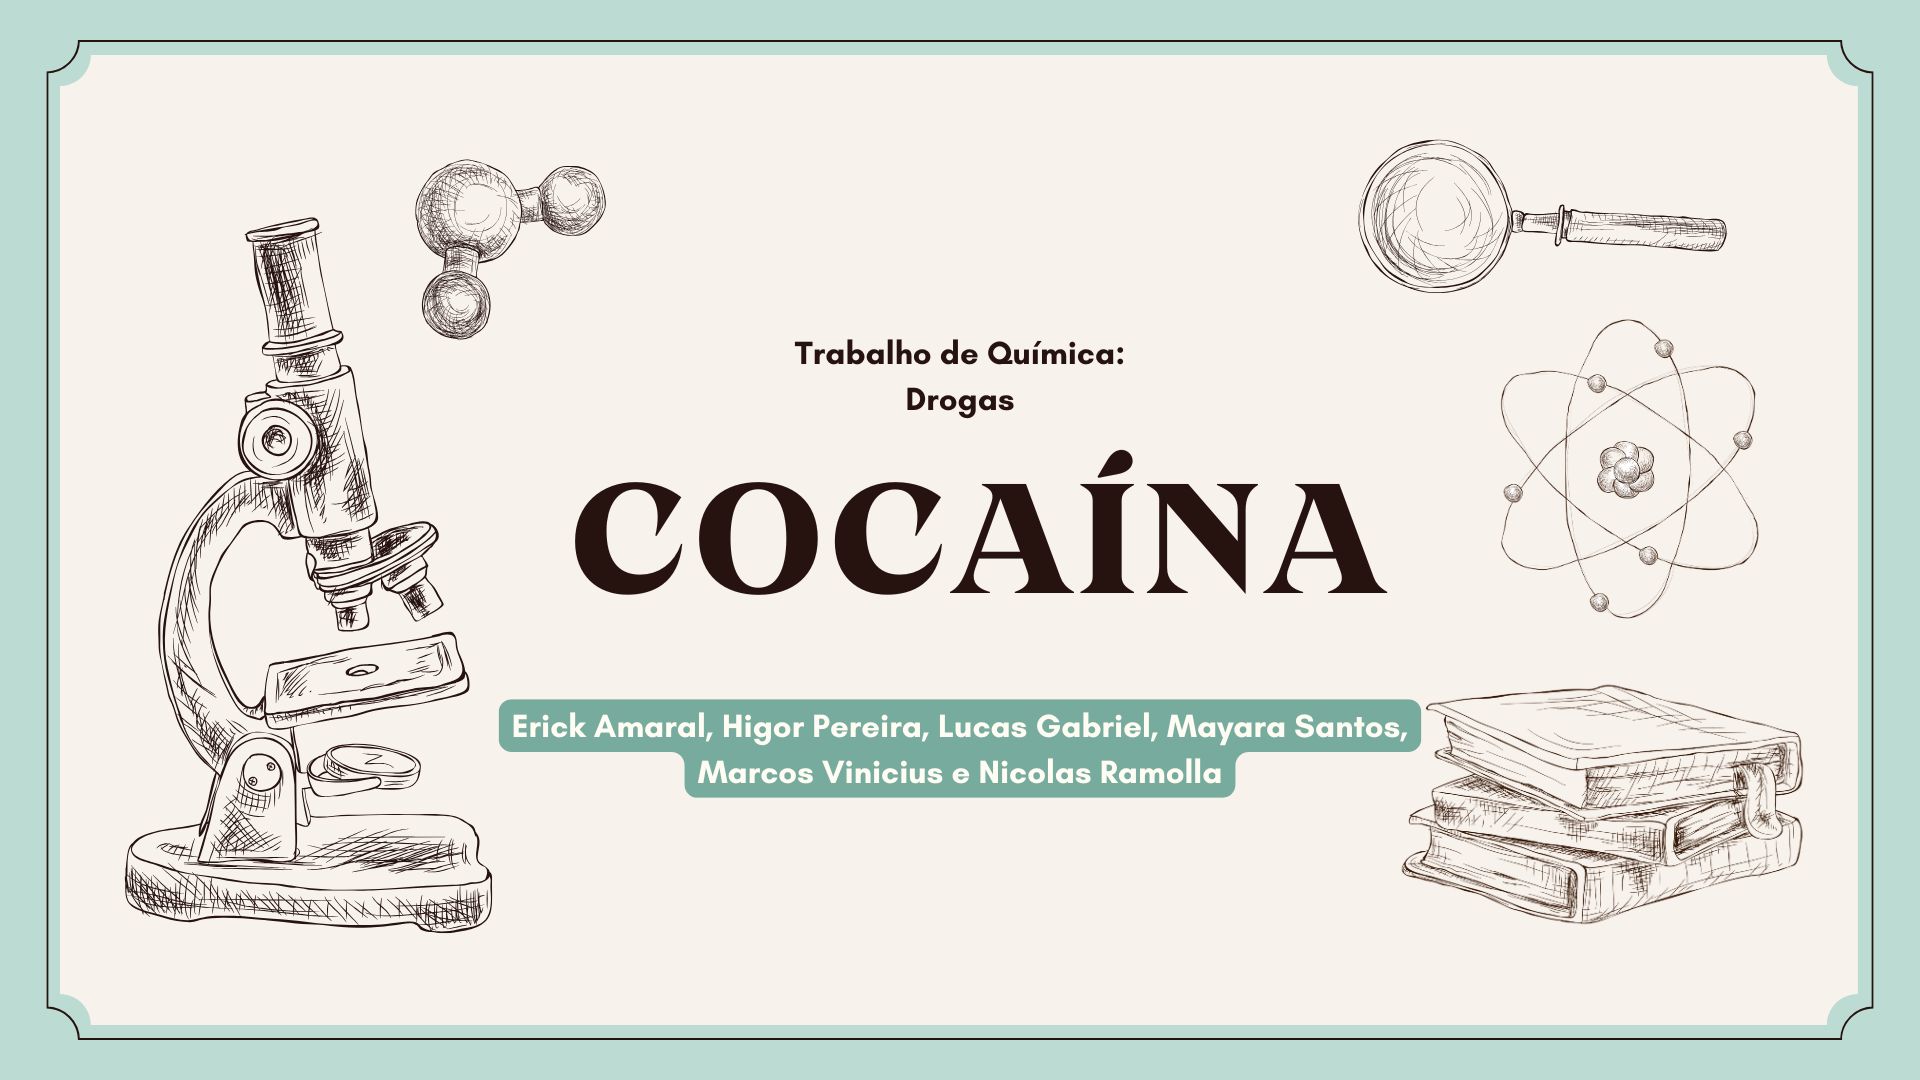 Trabalho de Química:
Drogas
COCAÍNA
Erick Amaral, Higor Pereira, Lucas Gabriel, Mayara Santos,
Marcos Vinicius e Nicolas Ramolla